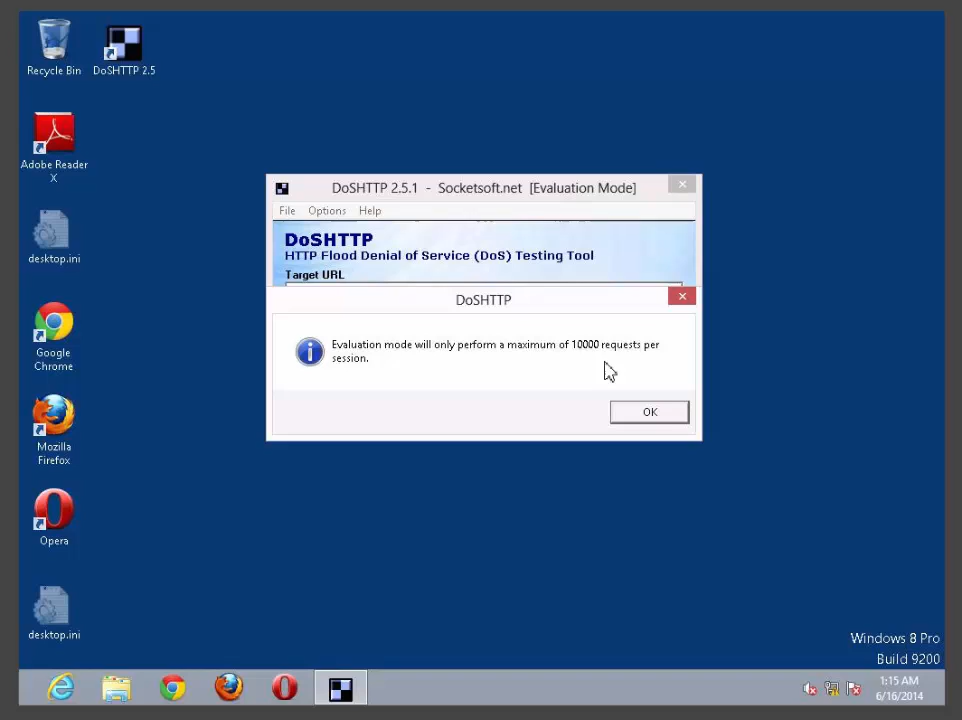 Recycle Bin
DoSHTTP 2.5
Adobe Reader
X
desktop.ini
Google
Chrome
Mozilla
Firefox
Opera
desktop.ini
DoSHTTP 2.5.1 - Socketsoft.net [Evaluation Mode]
File Options Help
DoSHTTP
HTTP Flood Denial of Service (DoS) Testing Tool
Target URL
DoSHTTP
Evaluation mode will only perform a maximum of 10000 requests per
session.
OK
Windows 8 Pro
Build 9200
1:15 AM
6/16/2014